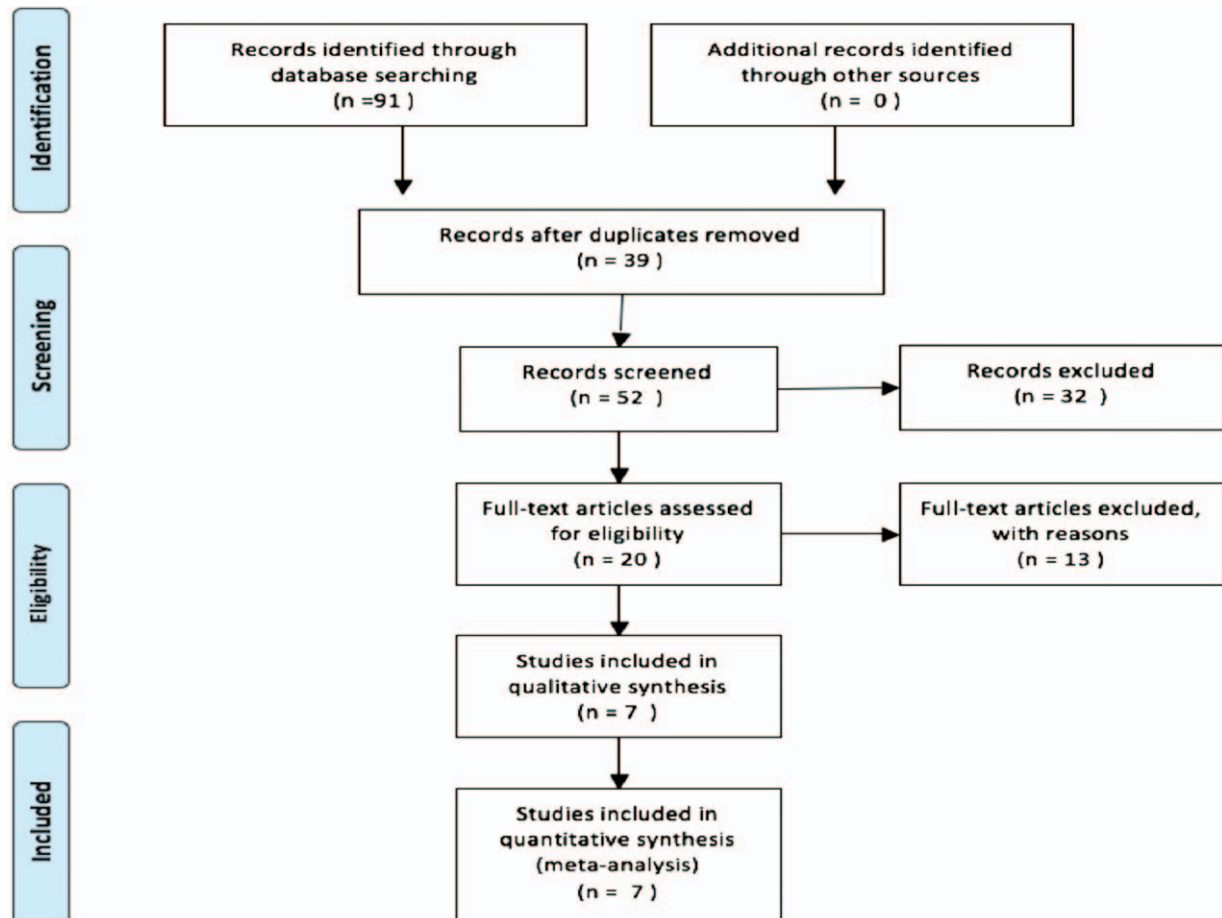 Identification
Records identified through
database searching
(n =91 )
Additional records identified
through other sources
(n = 0 )
Records after duplicates removed
(n = 39 )
Screening
Records screened
(n = 52 )
Records excluded
(n = 32 )
Eligibility
Full-text articles assessed
for eligibility
(n = 20 )
Full-text articles excluded,
with reasons
(n = 13 )
Studies included in
qualitative synthesis
(n = 7 )
Included
Studies included in
quantitative synthesis
(meta-analysis)
(n = 7 )